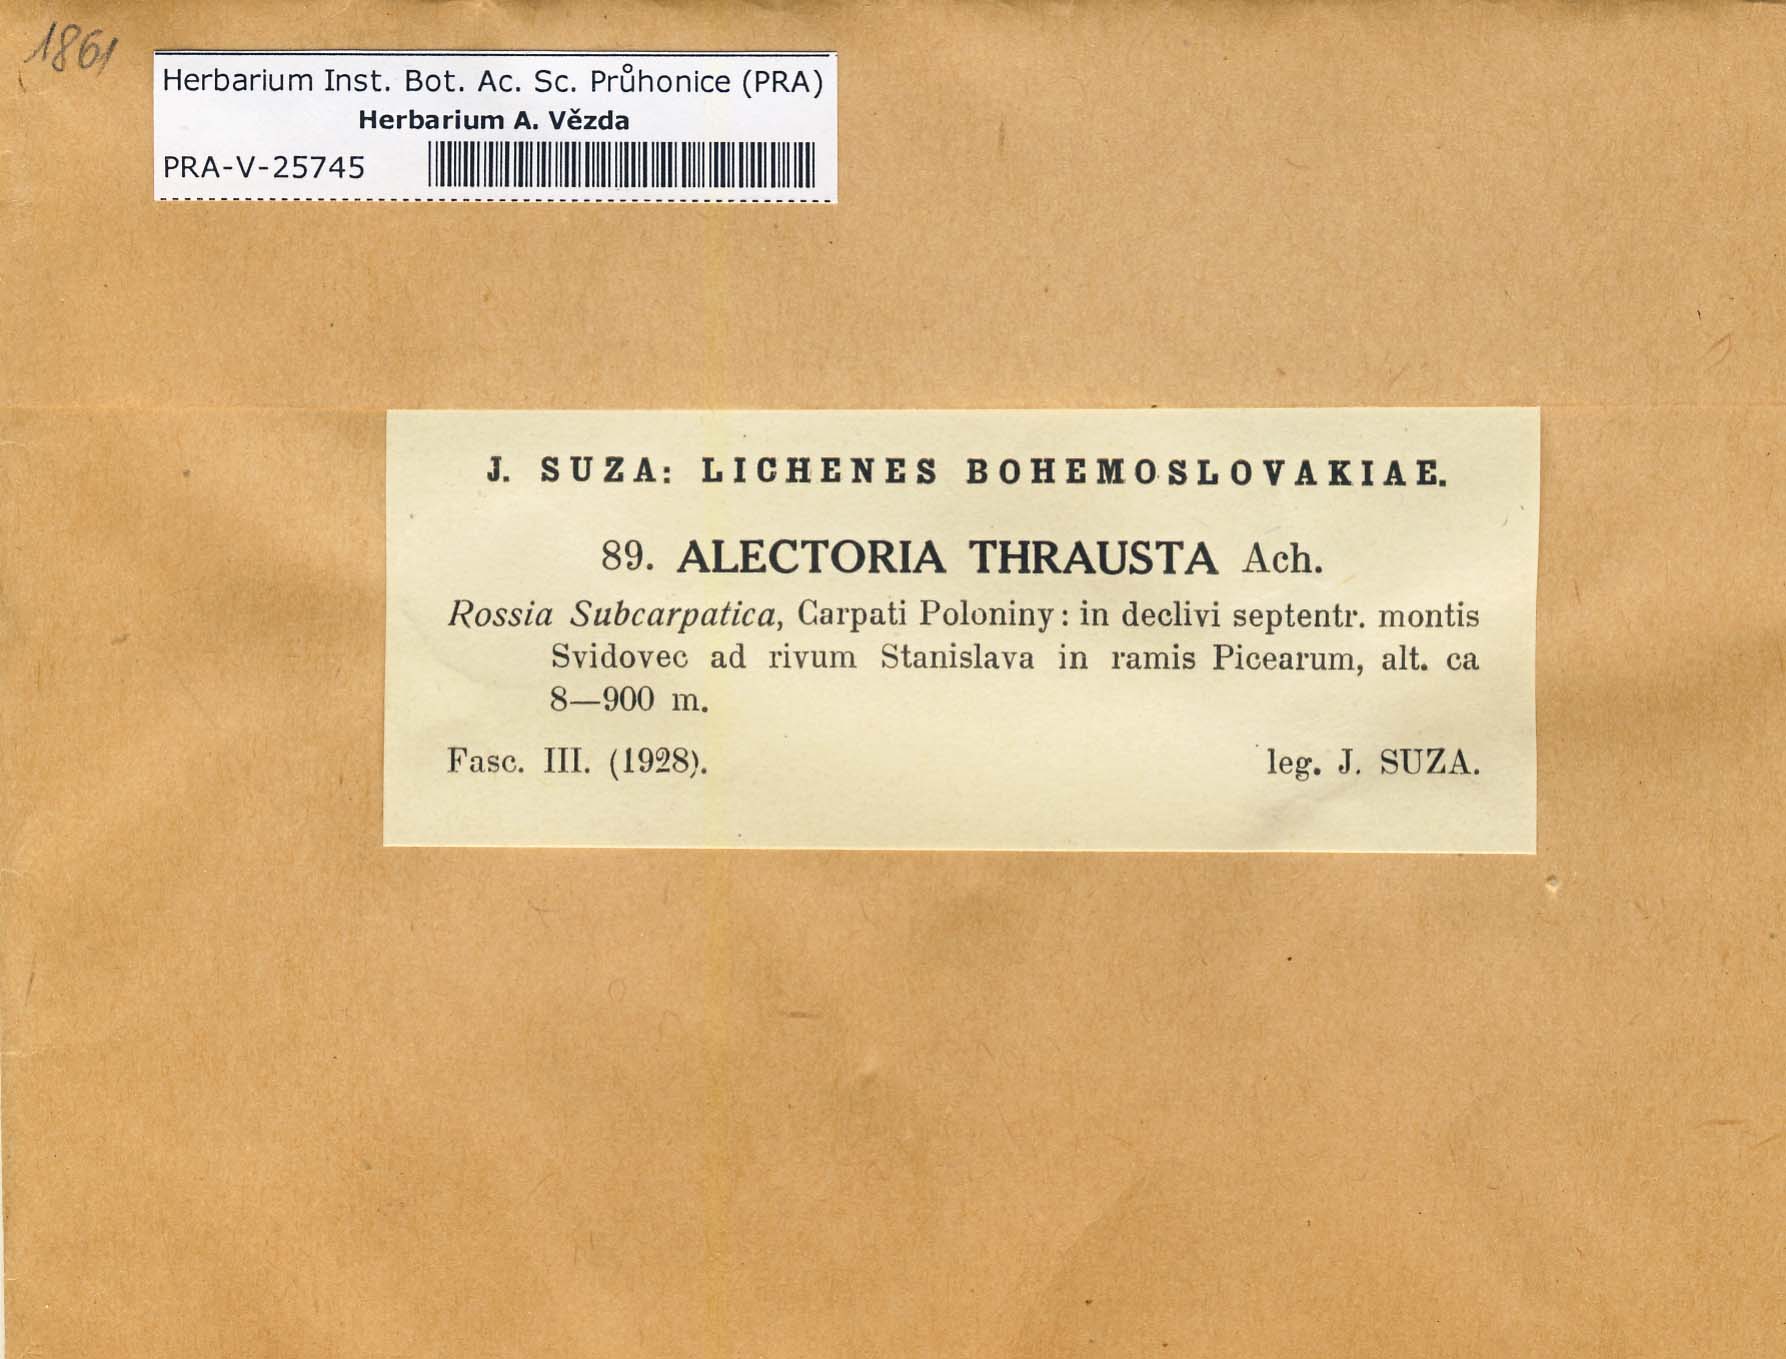 1861
Herbarium Inst. Bot. Ac. Sc. Průhonice (PRA)
Herbarium A. Vězda
PRA-V-25745
J. SUZA: LICHENES BOHEMOSLOVAKIAE.
89. ALECTORIA THRAUSTA Ach.
Rossia Subcarpatica, Carpati Poloniny: in declivi septentr. montis
Svidovec ad rivum Stanislava in ramis Picearum, alt. ca
8—900 m.
Fasc. III. (1928). leg. J. SUZA.